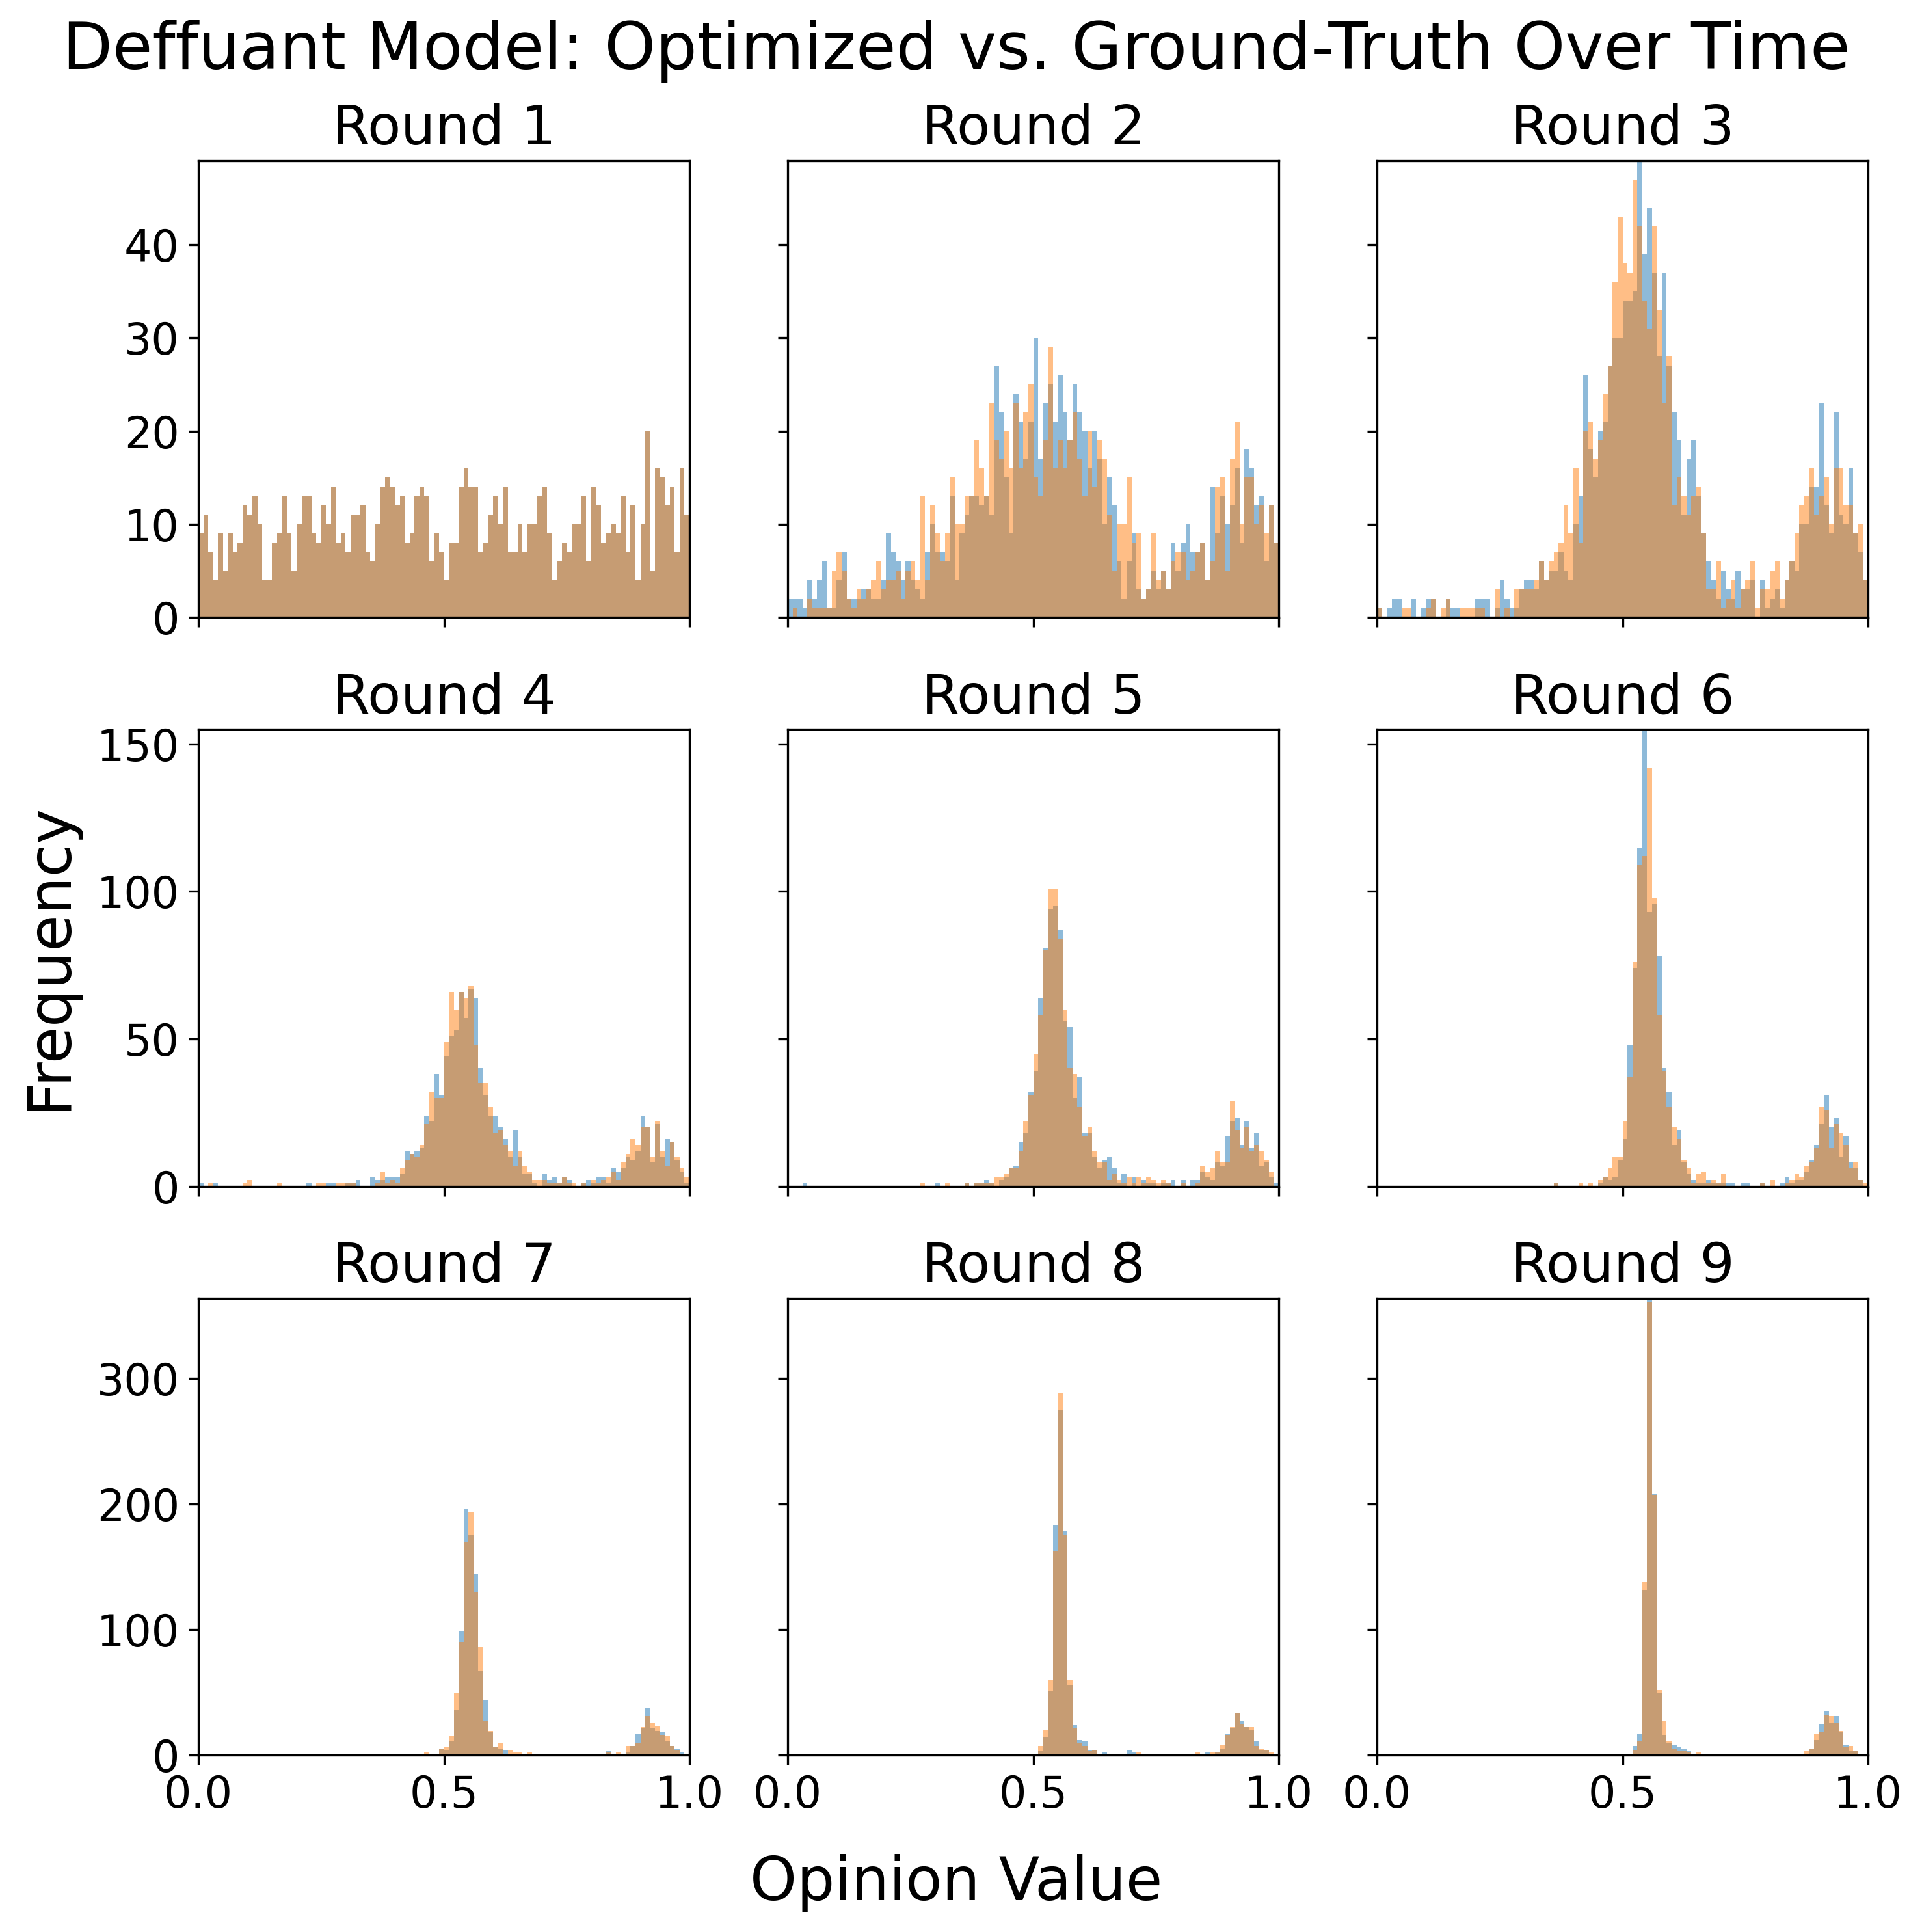 Deffuant Model: Optimized vs. Ground-Truth Over Time
Round 1
Round 2
Round 3
40
30
20
10
0
Round 4
Round 5
Round 6
150
100
50
0
Frequency
Round 7
Round 8
Round 9
300
200
100
0
0.0 0.5 1.0 0.0 0.5 1.0 0.0 0.5 1.0
Opinion Value